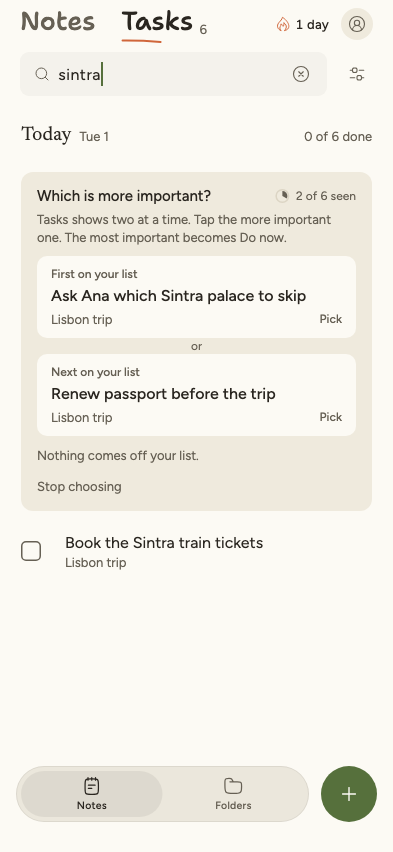 Notes Tasks 6 1 day
sintra
Today Tue 1 0 of 6 done
Which is more important? 2 of 6 seen
Tasks shows two at a time. Tap the more important
one. The most important becomes Do now.
First on your list
Ask Ana which Sintra palace to skip
Lisbon trip Pick
or
Next on your list
Renew passport before the trip
Lisbon trip Pick
Nothing comes off your list.
Stop choosing
Book the Sintra train tickets
Lisbon trip
Notes Folders